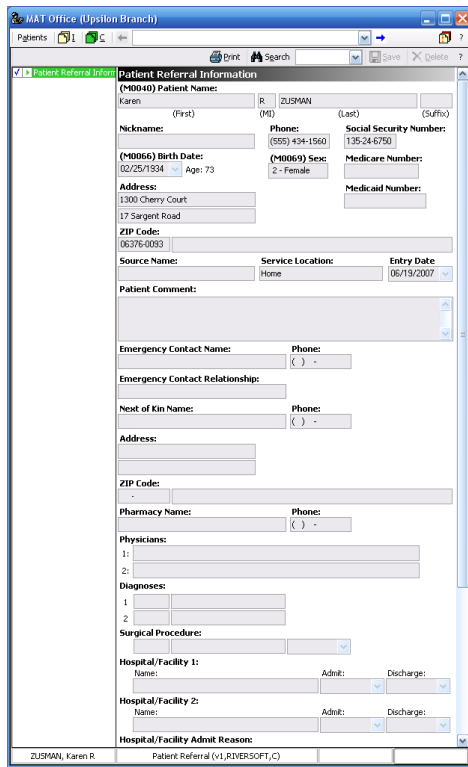 MAT Office (Upsilon Branch)
Patients I C ?
Print Search Save Delete ?
Patient Referral Inform
Patient Referral Information
(M0040) Patient Name:
Karen R ZUSMAN
(First) (MI) (Last) (Suffix)
Nickname: Phone: Social Security Number:
(555) 434-1560 135-24-6750
(M0066) Birth Date: (M0069) Sex: Medicare Number:
02/25/1934 Age: 73 2 - Female
Address: Medicaid Number:
1300 Cherry Court
17 Sargent Road
ZIP Code:
06376-0093
Source Name: Service Location: Entry Date
Home 06/19/2007
Patient Comment:
Emergency Contact Name: Phone:
( ) -
Emergency Contact Relationship:
Next of Kin Name: Phone:
( ) -
Address:
ZIP Code:
-
Pharmacy Name: Phone:
( ) -
Physicians:
1:
2:
Diagnoses:
1
2
Surgical Procedure:
Hospital/Facility 1:
Name: Admit: Discharge:
Hospital/Facility 2:
Name: Admit: Discharge:
Hospital/Facility Admit Reason:
ZUSMAN, Karen R Patient Referral (v1,RIVERSOFT,C)